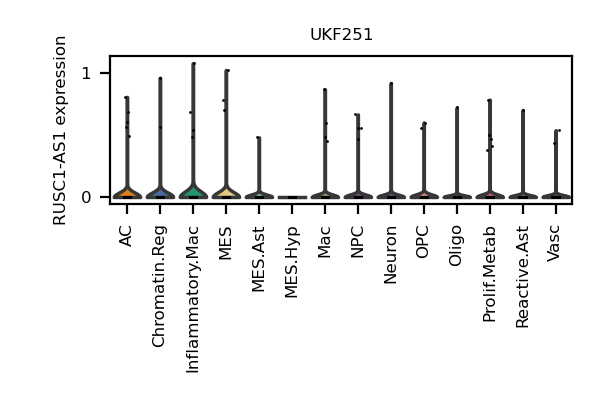 UKF251
RUSC1-AS1 expression
1
0
AC
Chromatin.Reg
Inflammatory.Mac
MES
MES.Ast
MES.Hyp
Mac
NPC
Neuron
OPC
Oligo
Prolif.Metab
Reactive.Ast
Vasc